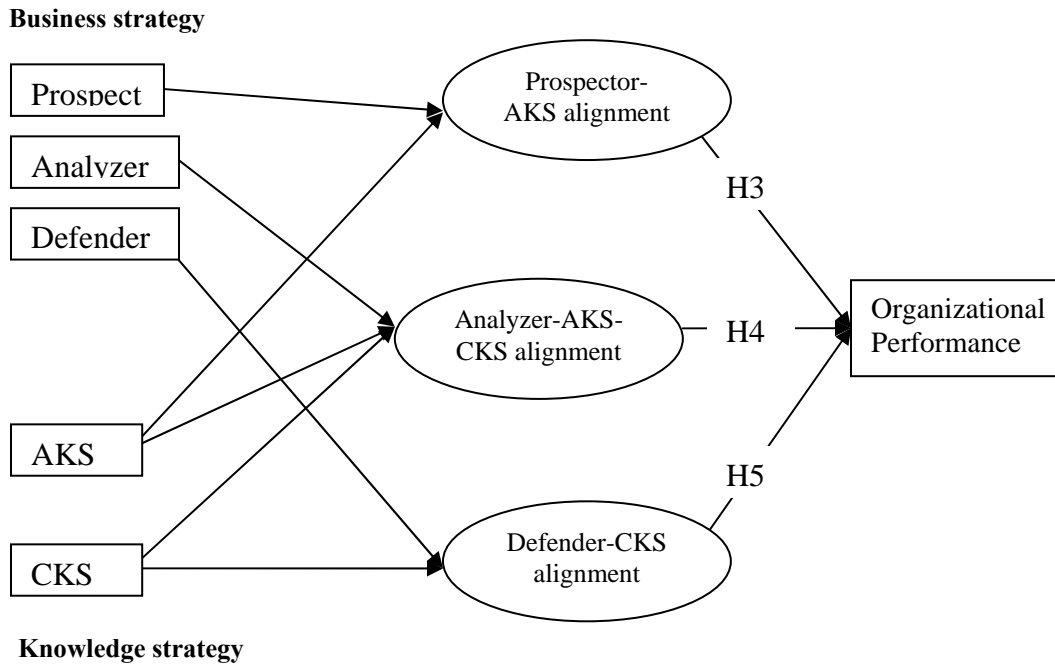 Business strategy
Prospect
Analyzer
Defender
AKS
CKS
Knowledge strategy
Prospector-
AKS alignment
Analyzer-AKS-
CKS alignment
Defender-CKS
alignment
H3
H4
H5
Organizational
Performance